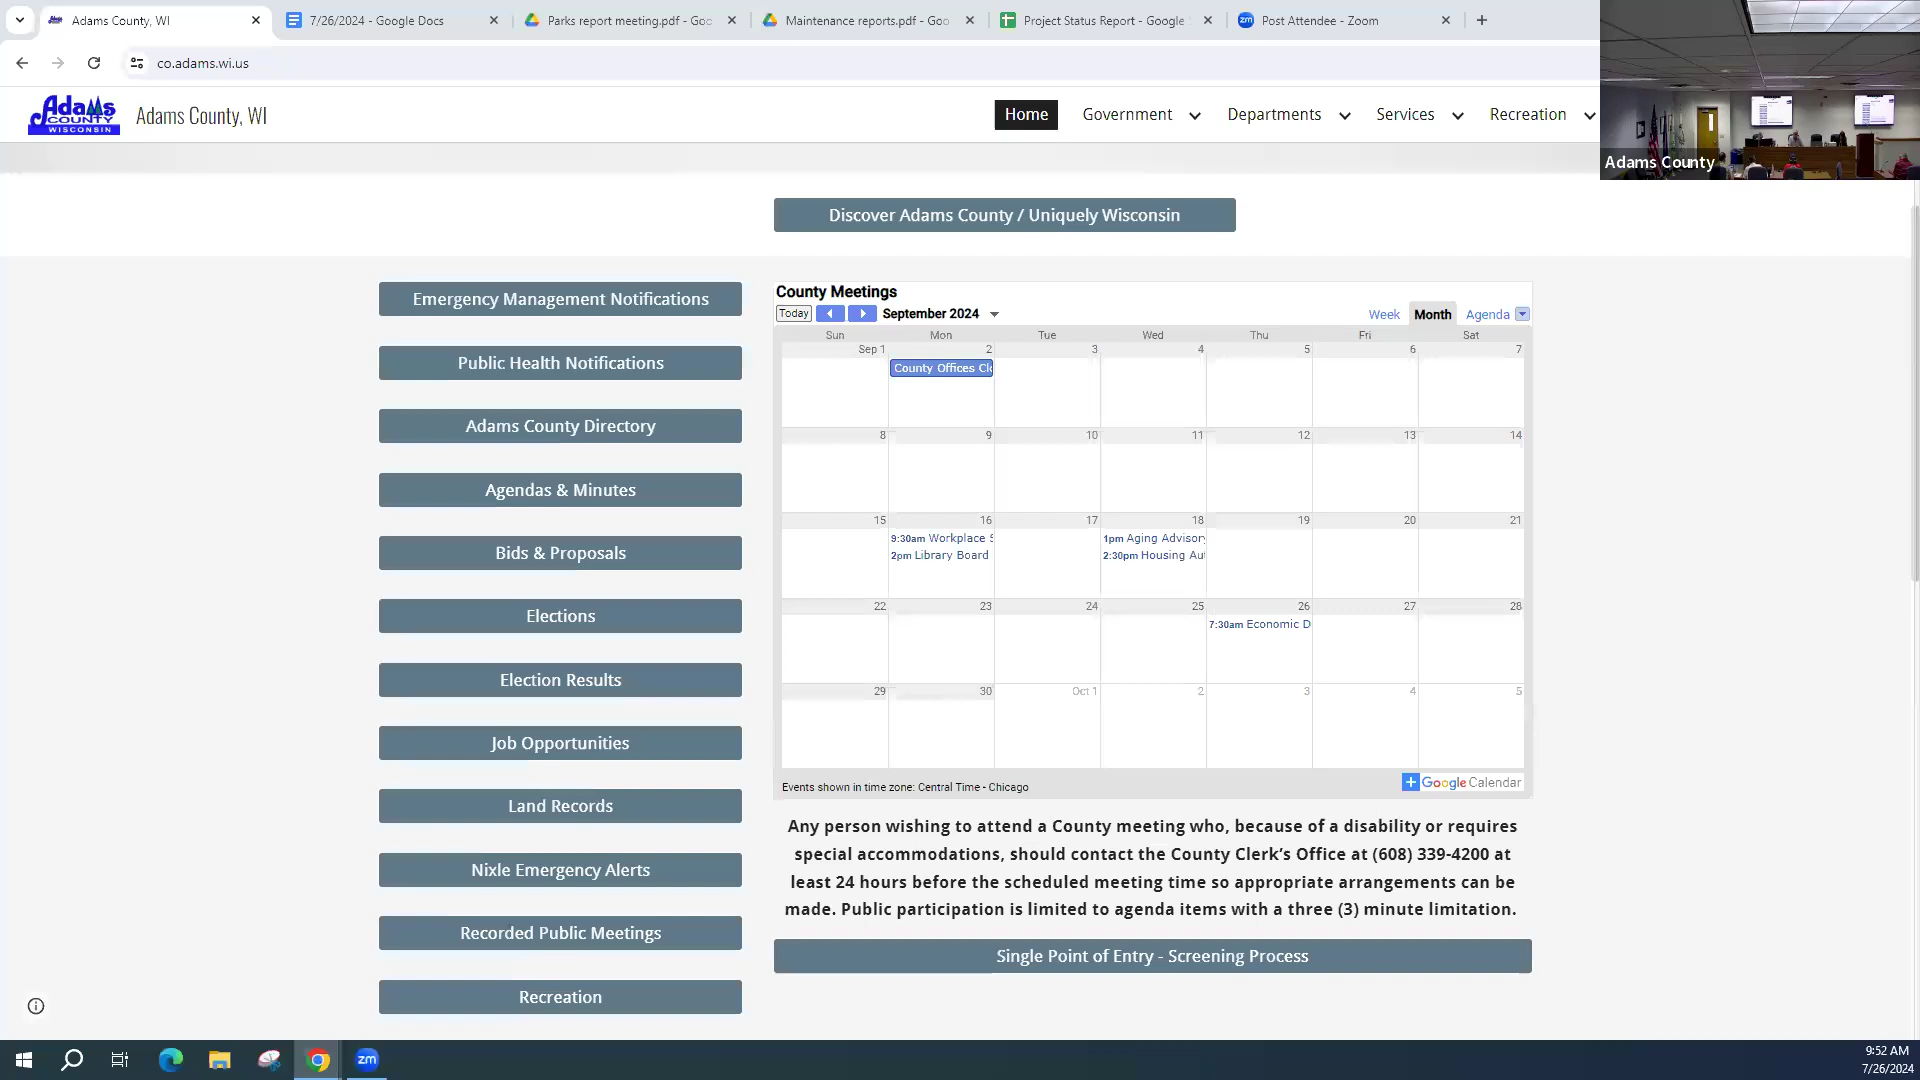 Adams County, WI
7/26/2024 - Google Docs
Parks report meeting.pdf - Goo
Maintenance reports.pdf - Goo
Project Status Report - Google
Post Attendee - Zoom
co.adams.wi.us
Adams
COUNTY
WISCONSIN
Adams County, WI
Home
Government
Departments
Services
Recreation
Adams County
Discover Adams County / Uniquely Wisconsin
Emergency Management Notifications
Public Health Notifications
Adams County Directory
Agendas & Minutes
Bids & Proposals
Elections
Election Results
Job Opportunities
Land Records
Nixle Emergency Alerts
Recorded Public Meetings
Recreation
County Meetings
Today
September 2024
Week
Month
Agenda
Sun Mon Tue Wed Thu Fri Sat
Sep 1 2 3 4 5 6 7
County Offices Clo
8 9 10 11 12 13 14
15 16 17 18 19 20 21
9:30am Workplace S
1pm Aging Advisory
2pm Library Board
2:30pm Housing Aut
22 23 24 25 26 27 28
7:30am Economic D
29 30 Oct 1 2 3 4 5
Events shown in time zone: Central Time - Chicago
+ Google Calendar
Any person wishing to attend a County meeting who, because of a disability or requires
special accommodations, should contact the County Clerk’s Office at (608) 339-4200 at
least 24 hours before the scheduled meeting time so appropriate arrangements can be
made. Public participation is limited to agenda items with a three (3) minute limitation.
Single Point of Entry - Screening Process
zm
9:52 AM
7/26/2024